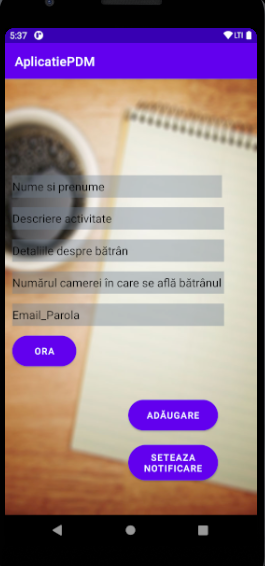 5:37
LTE
AplicatiePDM
Nume si prenume
Descriere activitate
Detaliile despre bătrân
Numărul camerei în care se află bătrânul
Email_Parola
ORA
ADĂUGARE
SETEAZA
NOTIFICARE